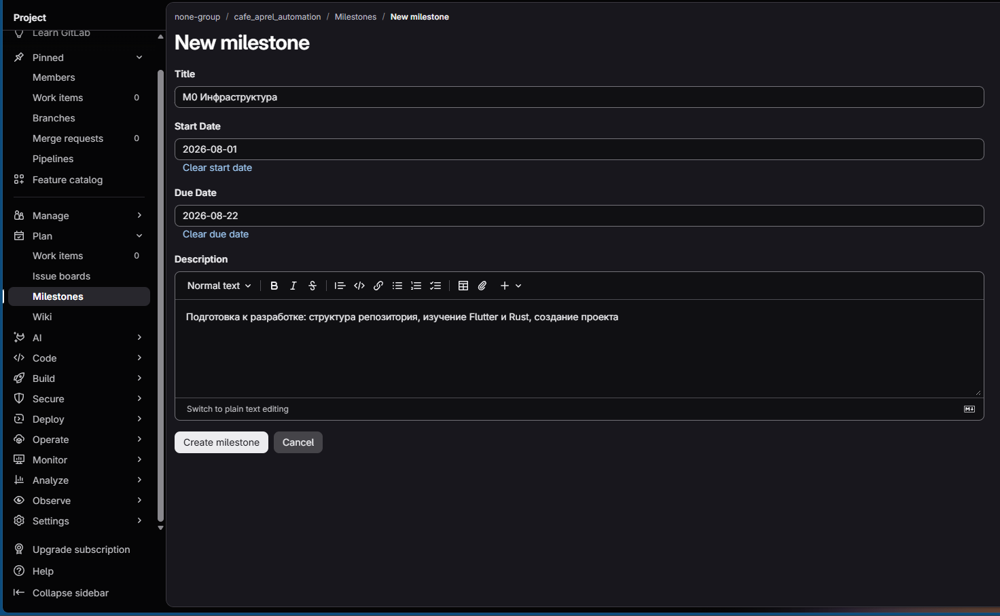 Project
Learn GitLab
Pinned
Members
Work items 0
Branches
Merge requests 0
Pipelines
Feature catalog
Manage
Plan
Work items 0
Issue boards
Milestones
Wiki
AI
Code
Build
Secure
Deploy
Operate
Monitor
Analyze
Observe
Settings
Upgrade subscription
Help
Collapse sidebar
none-group / cafe_aprel_automation / Milestones / New milestone
New milestone
Title
М0 Инфраструктура
Start Date
2026-08-01
Clear start date
Due Date
2026-08-22
Clear due date
Description
Normal text
Подготовка к разработке: структура репозитория, изучение Flutter и Rust, создание проекта
Switch to plain text editing
Create milestone
Cancel